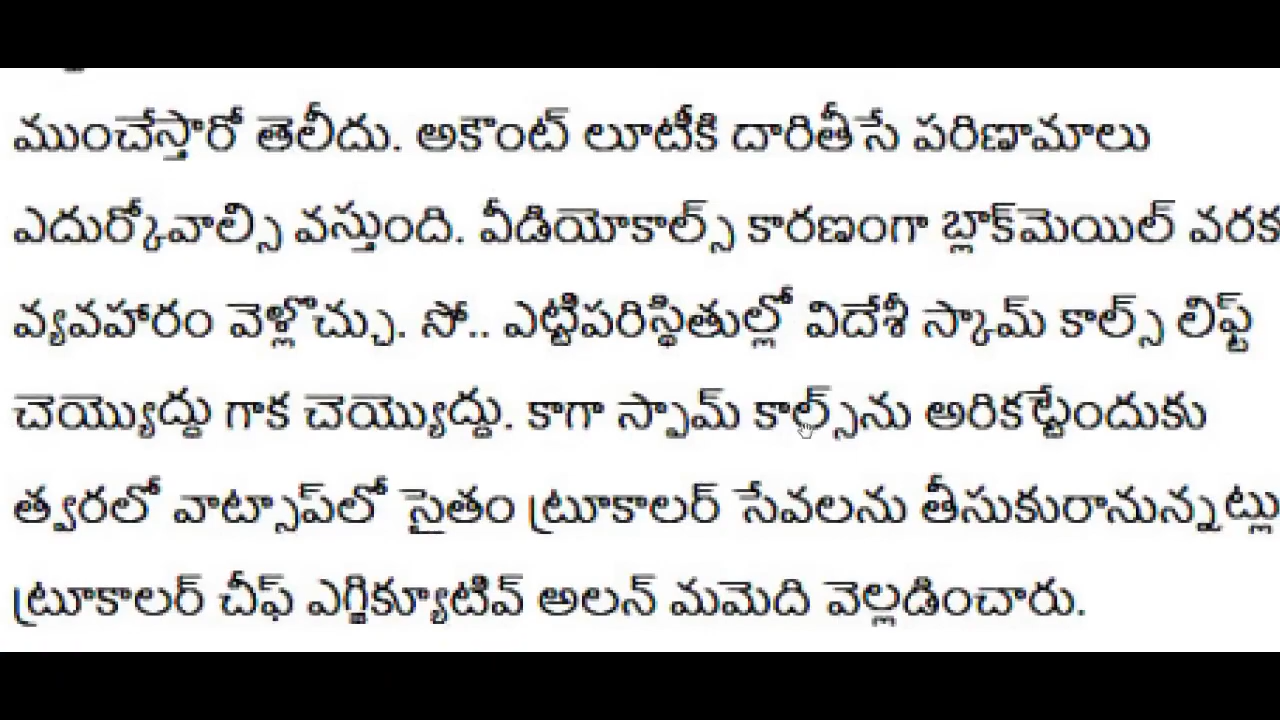 ముంచేస్తారో తెలీదు. అకౌంట్ లూటీకి దారితీసే పరిణామాలు
ఎదుర్కోవాల్సి వస్తుంది. వీడియోకాల్స్ కారణంగా బ్లాక్‌మెయిల్ వరక
వ్యవహారం వెళ్లొచ్చు. సో.. ఎట్టిపరిస్థితుల్లో విదేశీ స్కామ్ కాల్స్ లిఫ్ట్
చెయ్యొద్దు గాక చెయ్యొద్దు. కాగా స్పామ్ కాల్స్‌ను అరికట్టేందుకు
త్వరలో వాట్సాప్‌లో సైతం ట్రూకాలర్ సేవలను తీసుకురానున్నట్లు
ట్రూకాలర్ చీఫ్ ఎగ్జిక్యూటివ్ అలన్ మమెది వెల్లడించారు.